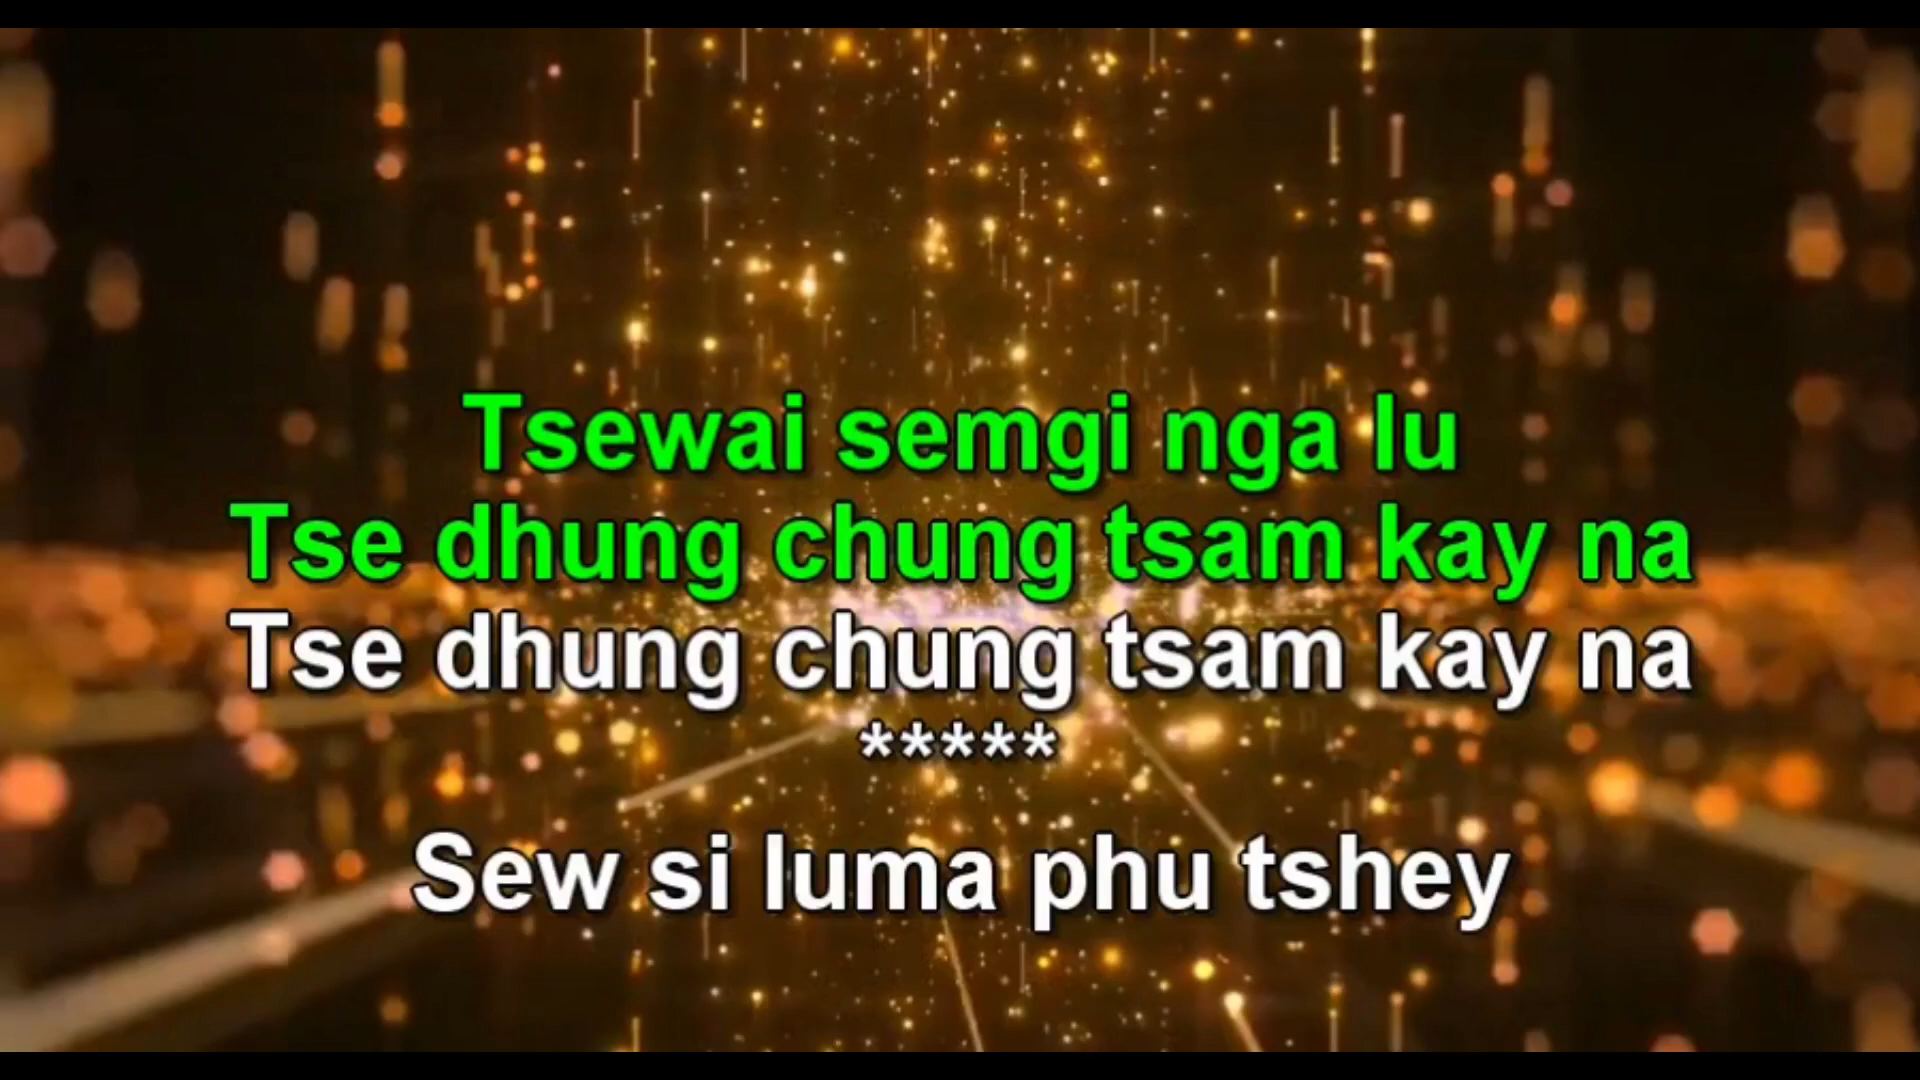 Tsewai semgi nga lu
Tse dhung chung tsam kay na
Tse dhung chung tsam kay na
*****
Sew si luma phu tshey